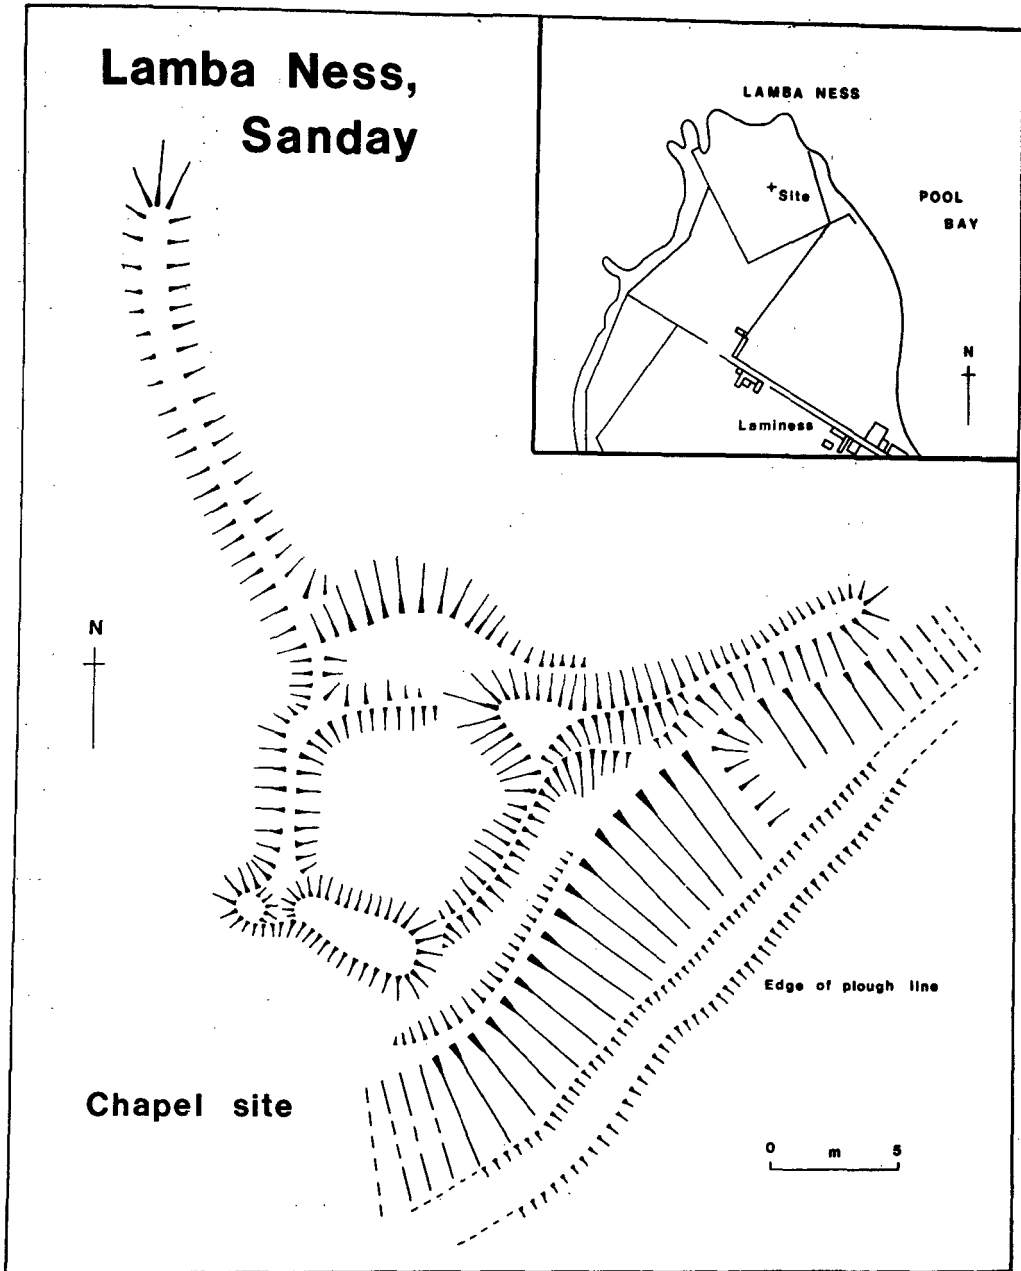 Lamba Ness,
Sanday
LAMBA NESS
+Site
POOL
BAY
N
Laminess
N
Edge of plough line
Chapel site
0 m 5